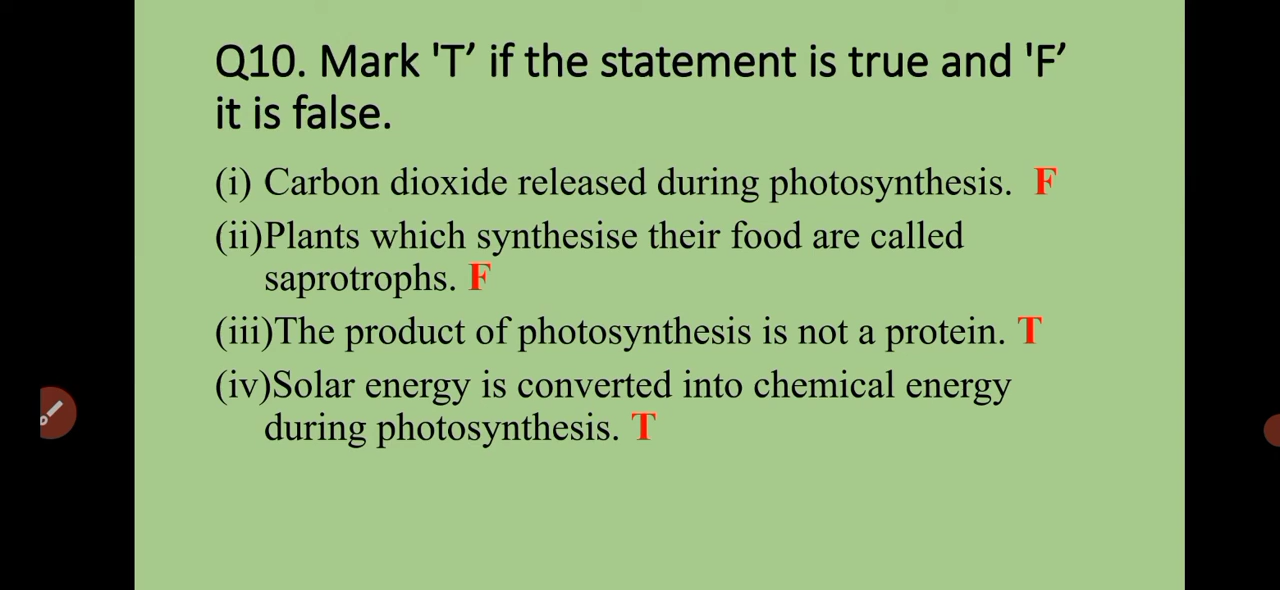 Q10. Mark 'T’ if the statement is true and 'F’
it is false.
(i) Carbon dioxide released during photosynthesis. F
(ii)Plants which synthesise their food are called
saprotrophs. F
(iii)The product of photosynthesis is not a protein. T
(iv)Solar energy is converted into chemical energy
during photosynthesis. T